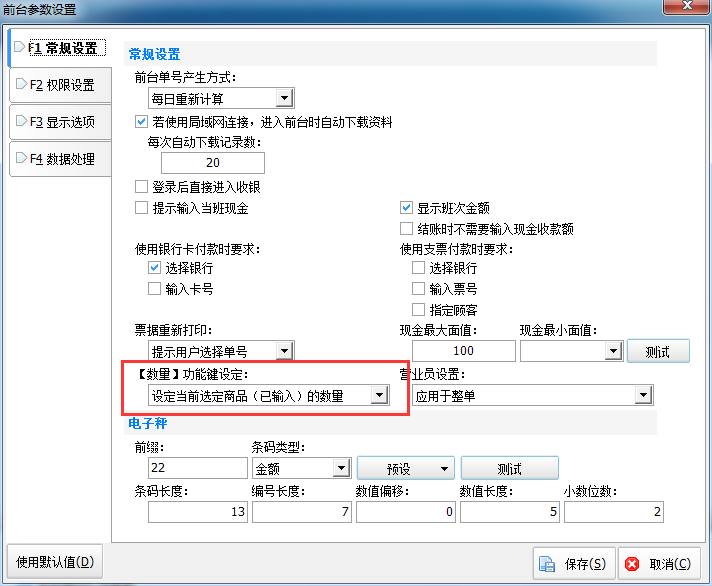 前台参数设置
F1 常规设置
F2 权限设置
F3 显示选项
F4 数据处理
常规设置
前台单号产生方式:
每日重新计算
若使用局域网连接，进入前台时自动下载资料
每次自动下载记录数:
20
登录后直接进入收银
提示输入当班现金
显示班次金额
结账时不需要输入现金收款额
使用银行卡付款时要求:
使用支票付款时要求:
选择银行
选择银行
输入卡号
输入票号
指定顾客
票据重新打印:
现金最大面值:
现金最小面值:
提示用户选择单号
100
测试
【数量】功能键设定:
营业员设置:
设定当前选定商品（已输入）的数量
应用于整单
电子秤
前缀:
条码类型:
22
金额
预设
测试
条码长度:
编号长度:
数值偏移:
数值长度:
小数位数:
13
7
0
5
2
使用默认值(D)
保存(S)
取消(C)